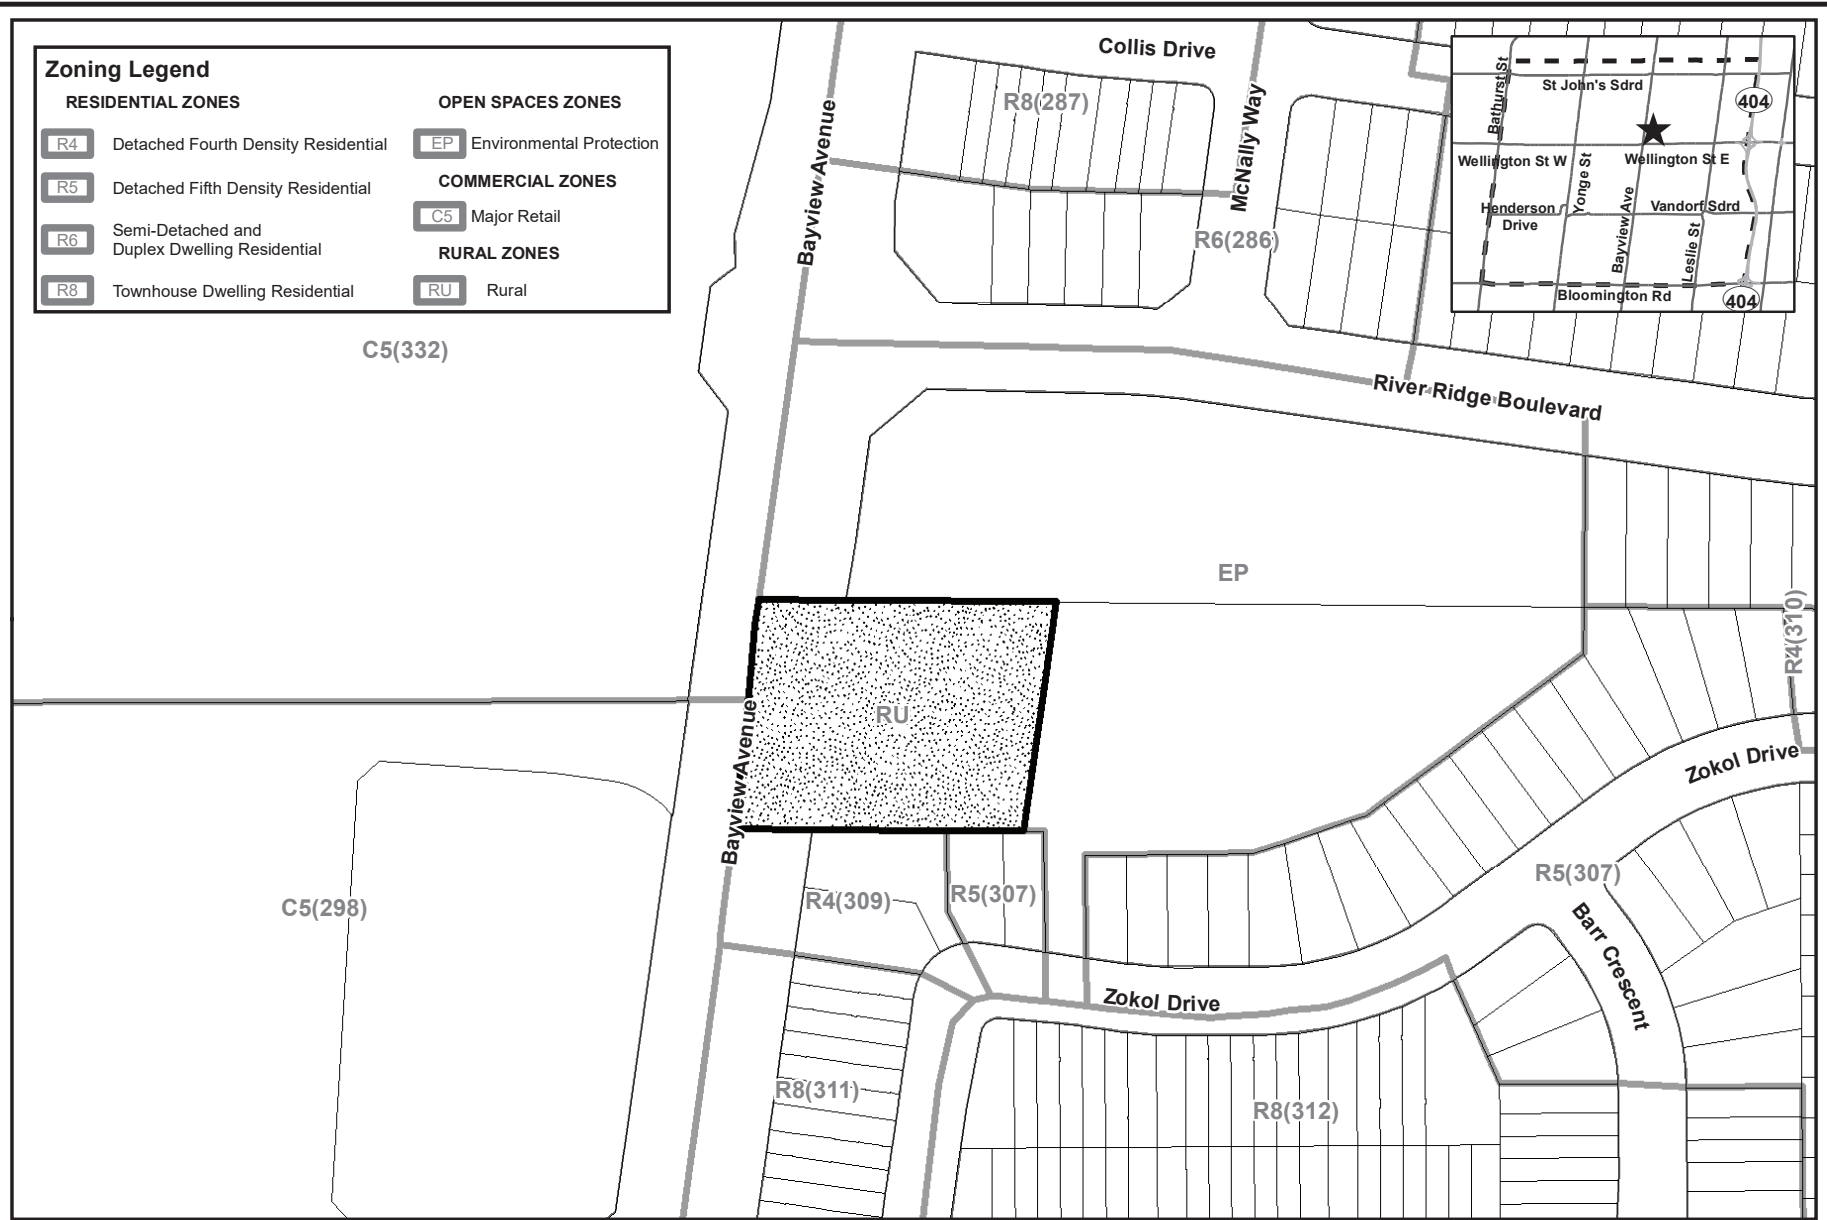 Zoning Legend
RESIDENTIAL ZONES
R4 Detached Fourth Density Residential
R5 Detached Fifth Density Residential
R6 Semi-Detached and
Duplex Dwelling Residential
R8 Townhouse Dwelling Residential
OPEN SPACES ZONES
EP Environmental Protection
COMMERCIAL ZONES
C5 Major Retail
RURAL ZONES
RU Rural
Collis Drive
R8(287)
Bayview Avenue
McNally Way
R6(286)
Bathurst St
St John's Sdrd
404
Wellington St W
Yonge St
Wellington St E
Henderson
Drive
Bayview Ave
Vandorf Sdrd
Leslie St
Bloomington Rd
404
C5(332)
River Ridge Boulevard
EP
R4(310)
RU
Bayview Avenue
Zokol Drive
C5(298)
R4(309)
R5(307)
R5(307)
Barr Crescent
Zokol Drive
R8(311)
R8(312)